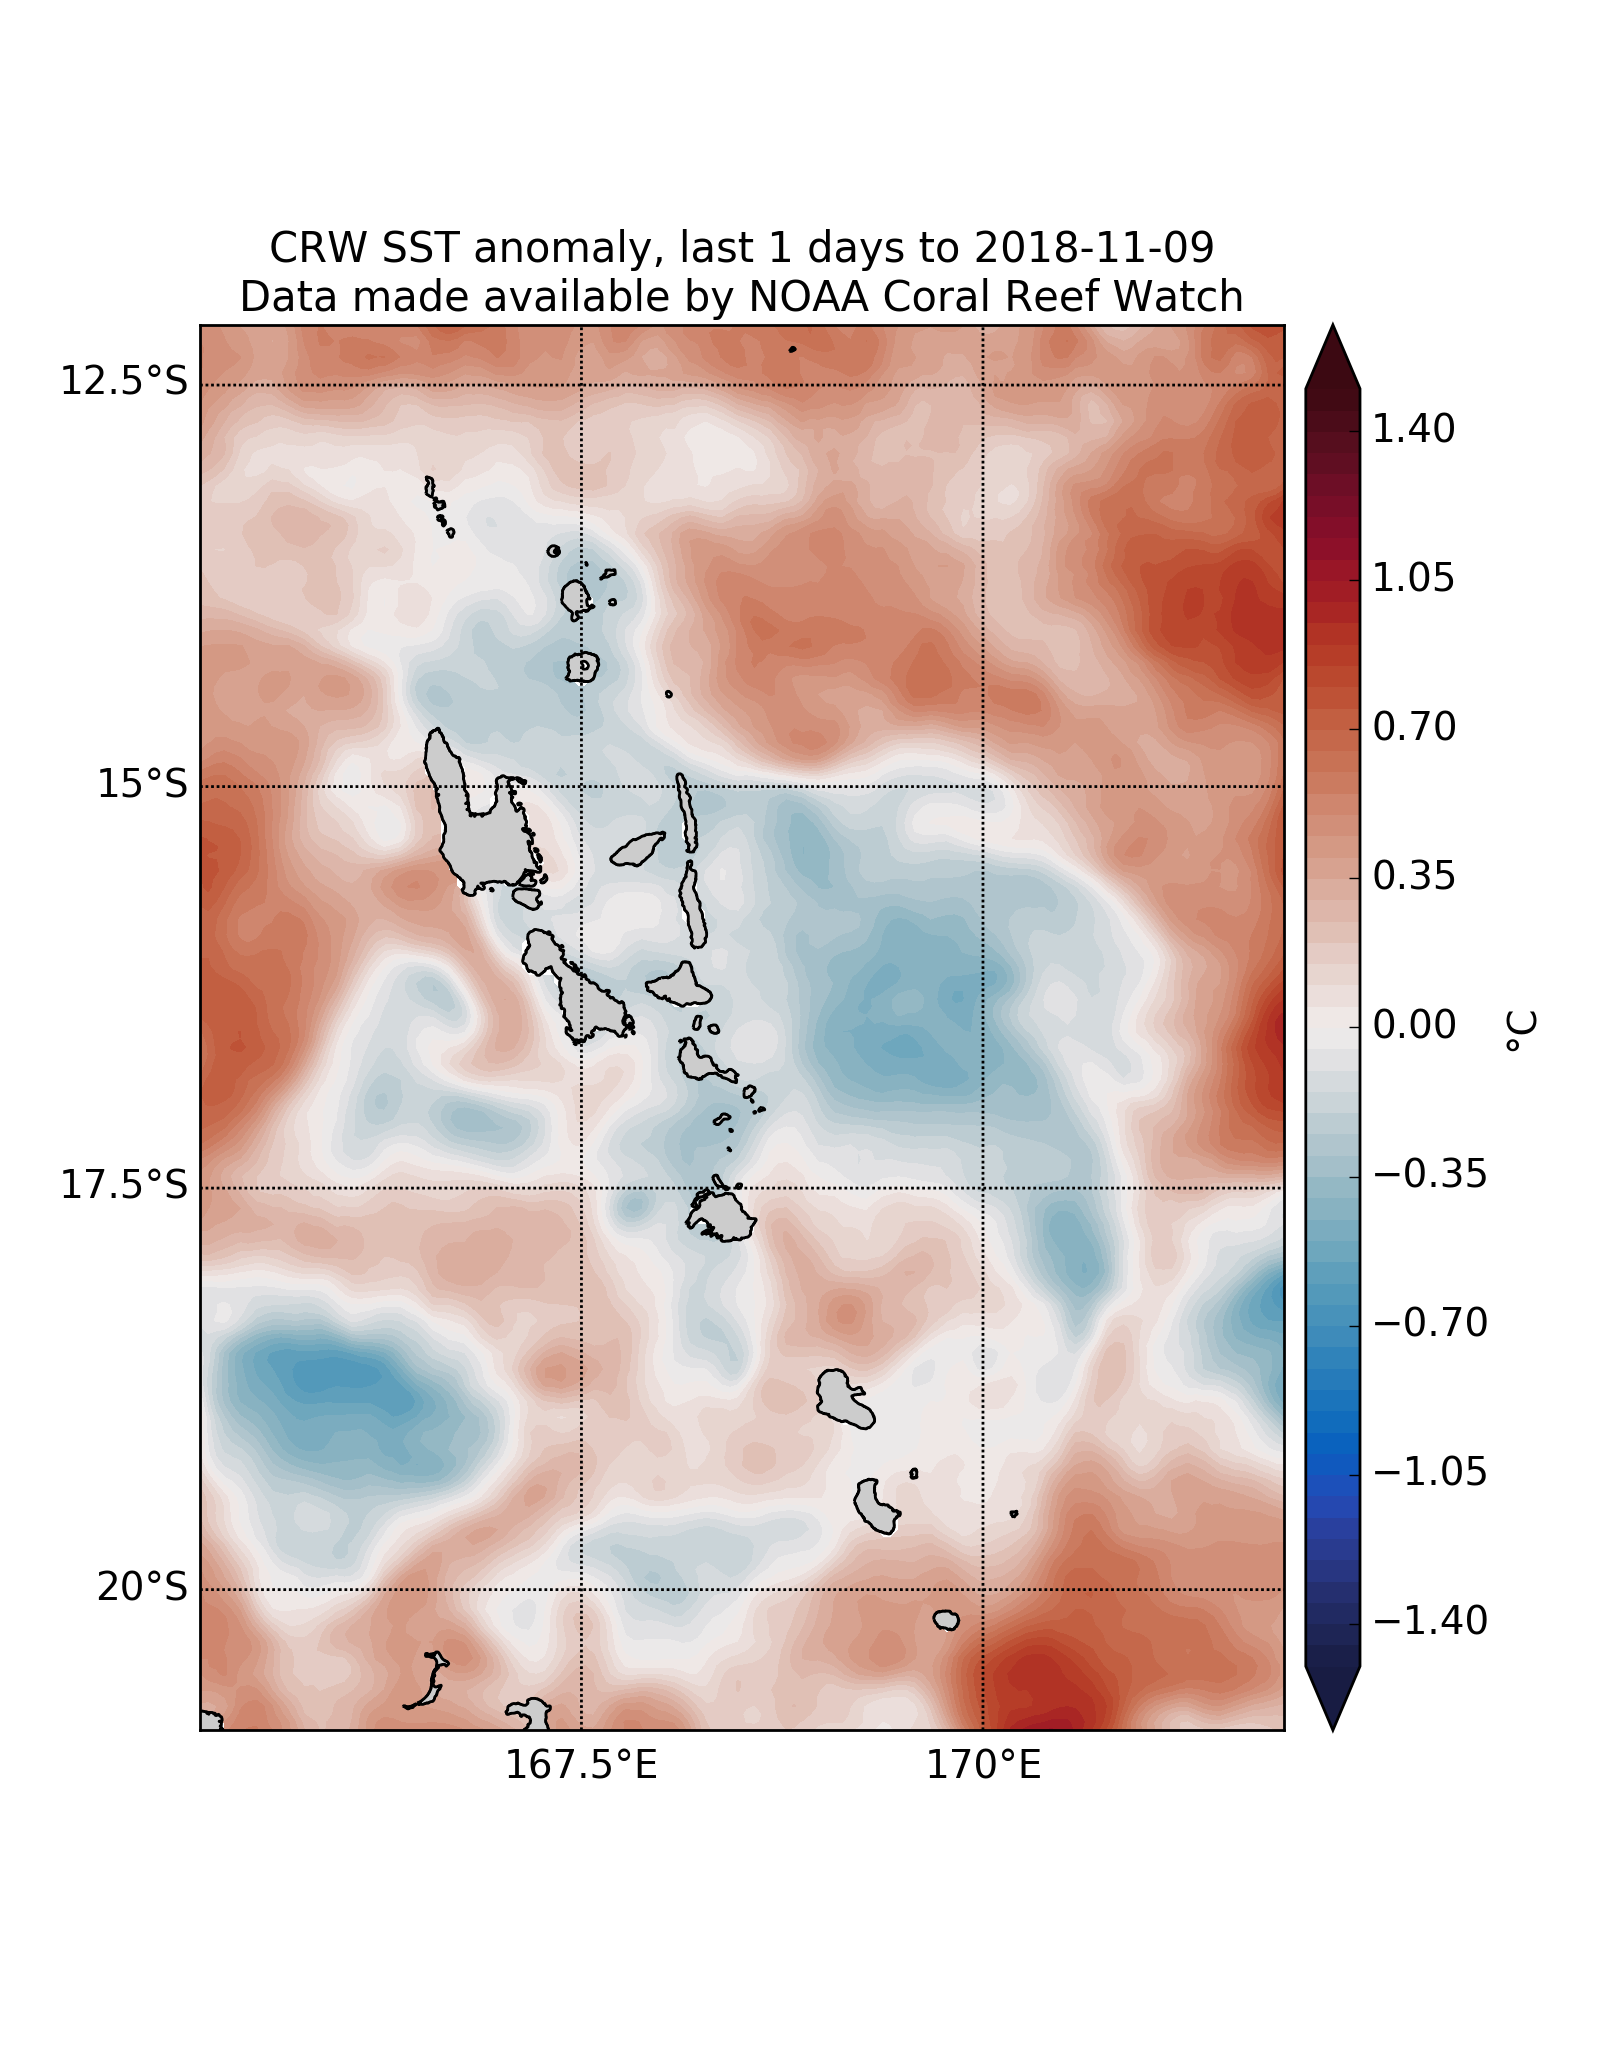 CRW SST anomaly, last 1 days to 2018-11-09
Data made available by NOAA Coral Reef Watch
12.5°S
15°S
17.5°S
20°S
167.5°E
170°E
1.40
1.05
0.70
0.35
0.00
−0.35
−0.70
−1.05
−1.40
°C